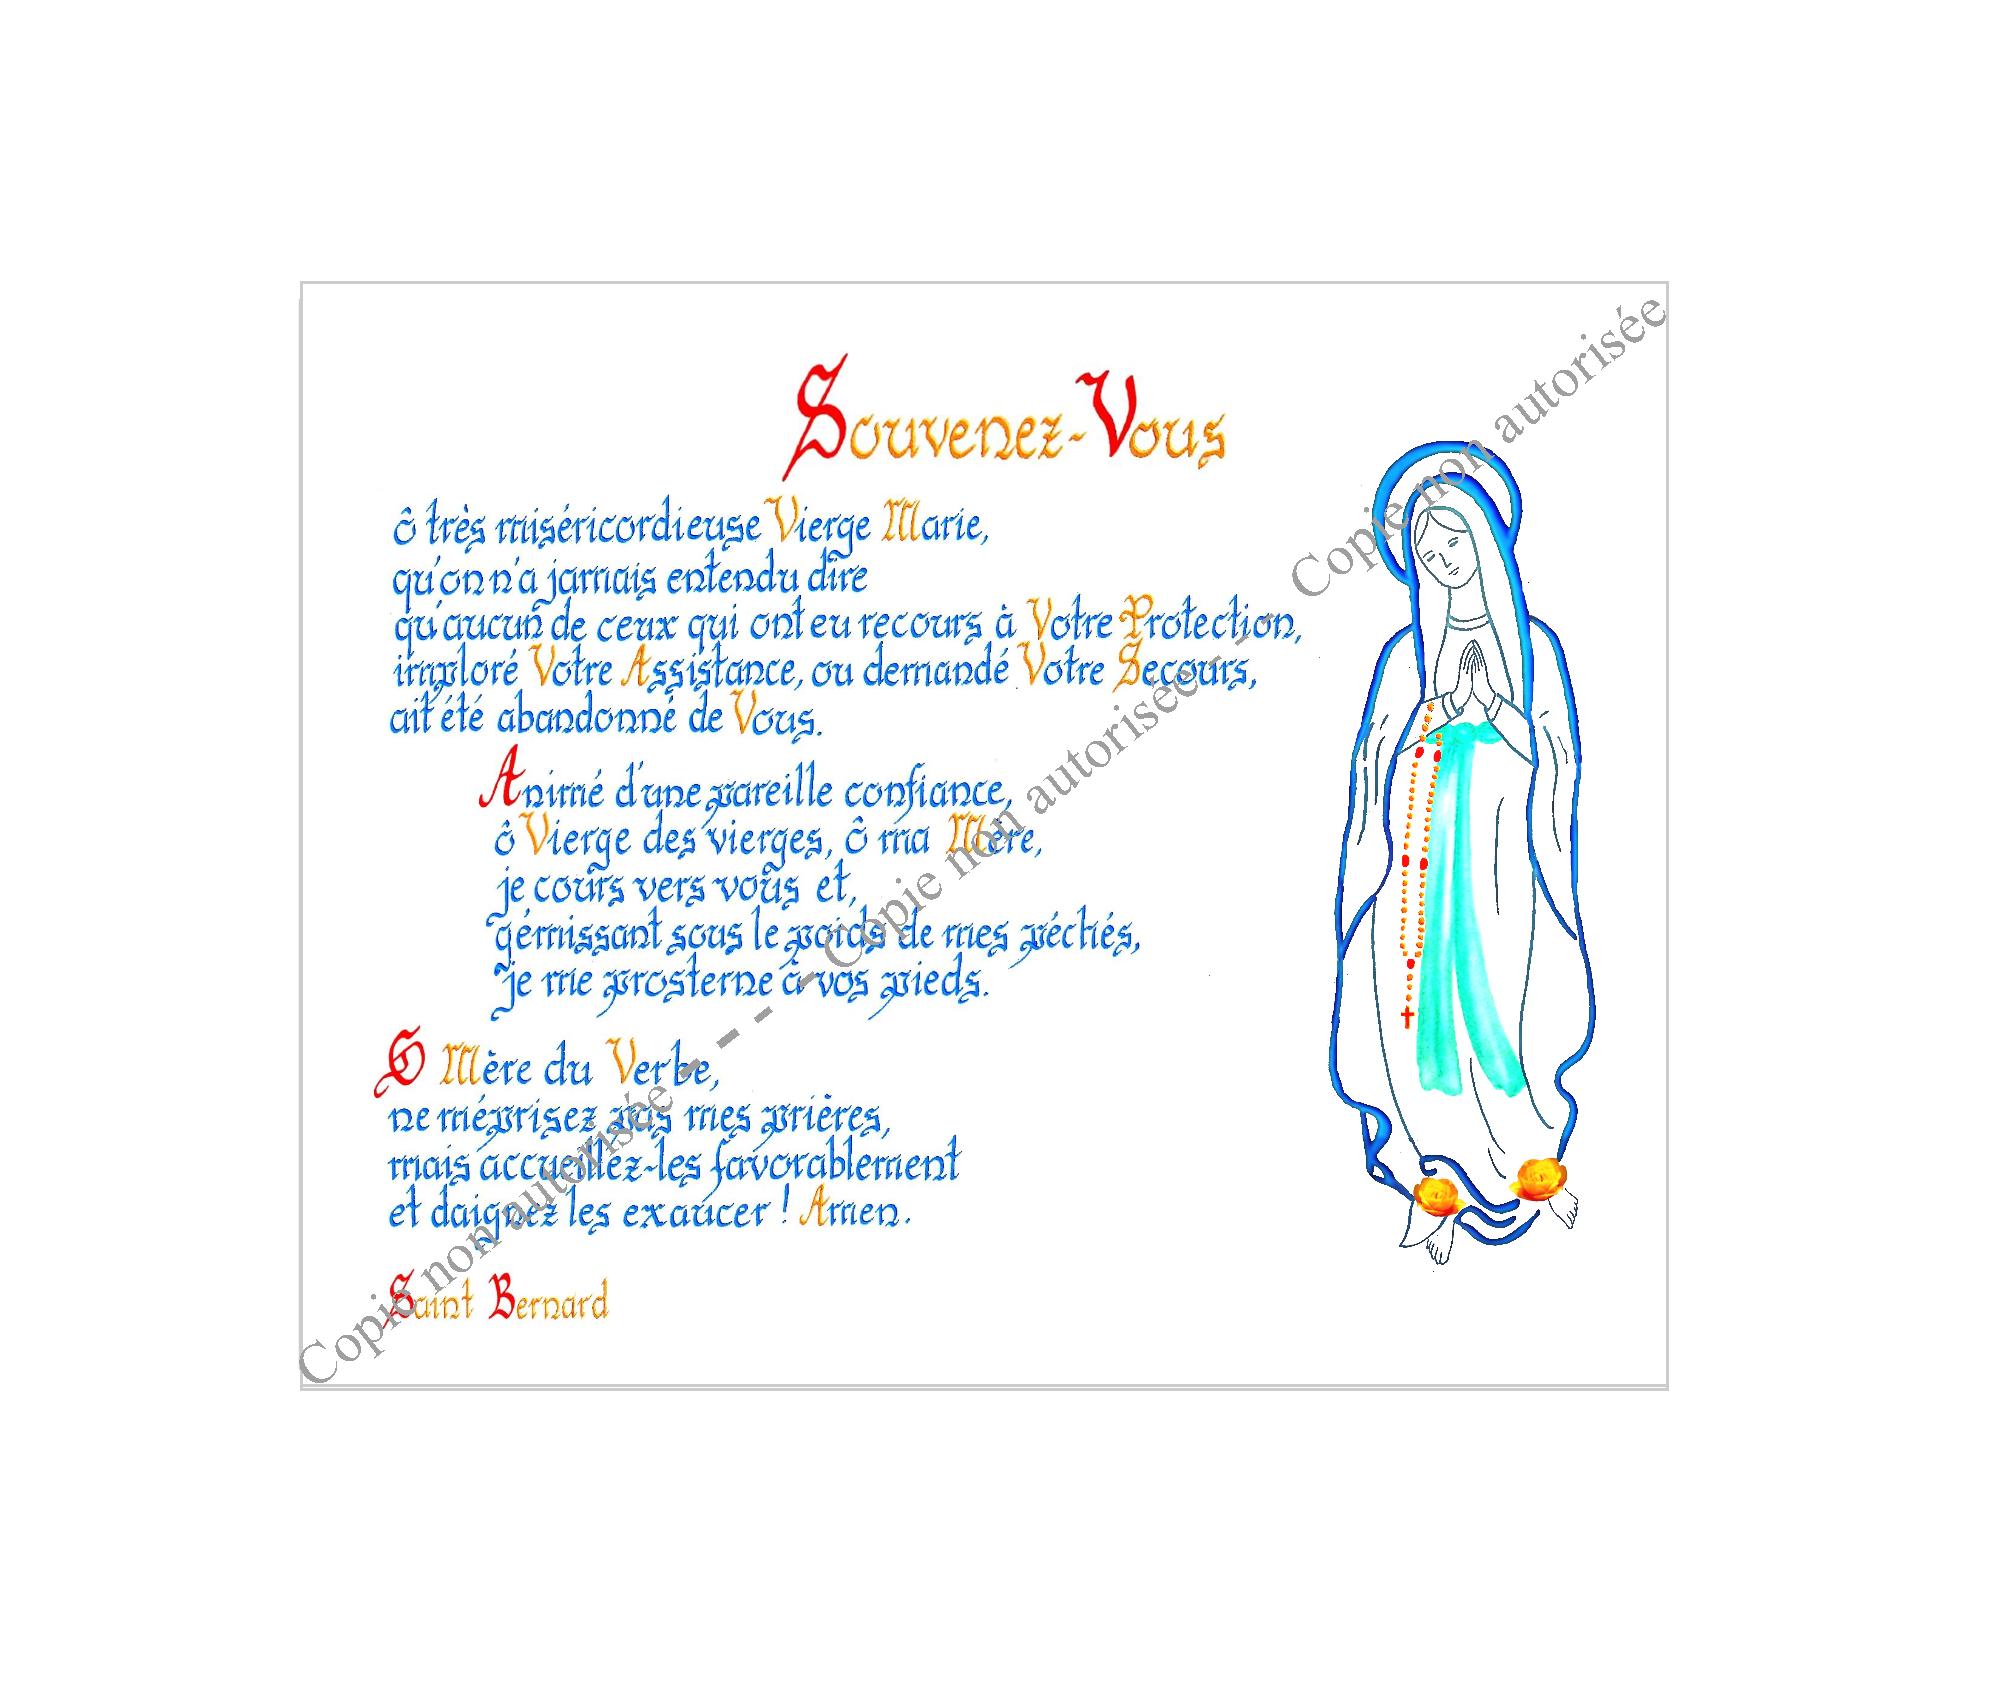 Souvenez-Vous
ô très miséricordieuse Vierge Marie,
qu'on n'a jamais entendu dire
qu'aucun de ceux qui ont eu recours à Votre Protection,
imploré Votre Assistance, ou demandé Votre Secours,
ait été abandonné de Vous.
Animé d'une pareille confiance,
ô Vierge des vierges, ô ma Mère,
je cours vers vous et,
gémissant sous le poids de mes péchés,
je me prosterne à vos pieds.
O Mère du Verbe,
ne méprisez pas mes prières,
mais accueillez-les favorablement
et daignez les exaucer ! Amen.
Saint Bernard
Copie non autorisée - - - - Copie non autorisée - - - - Copie non autorisée